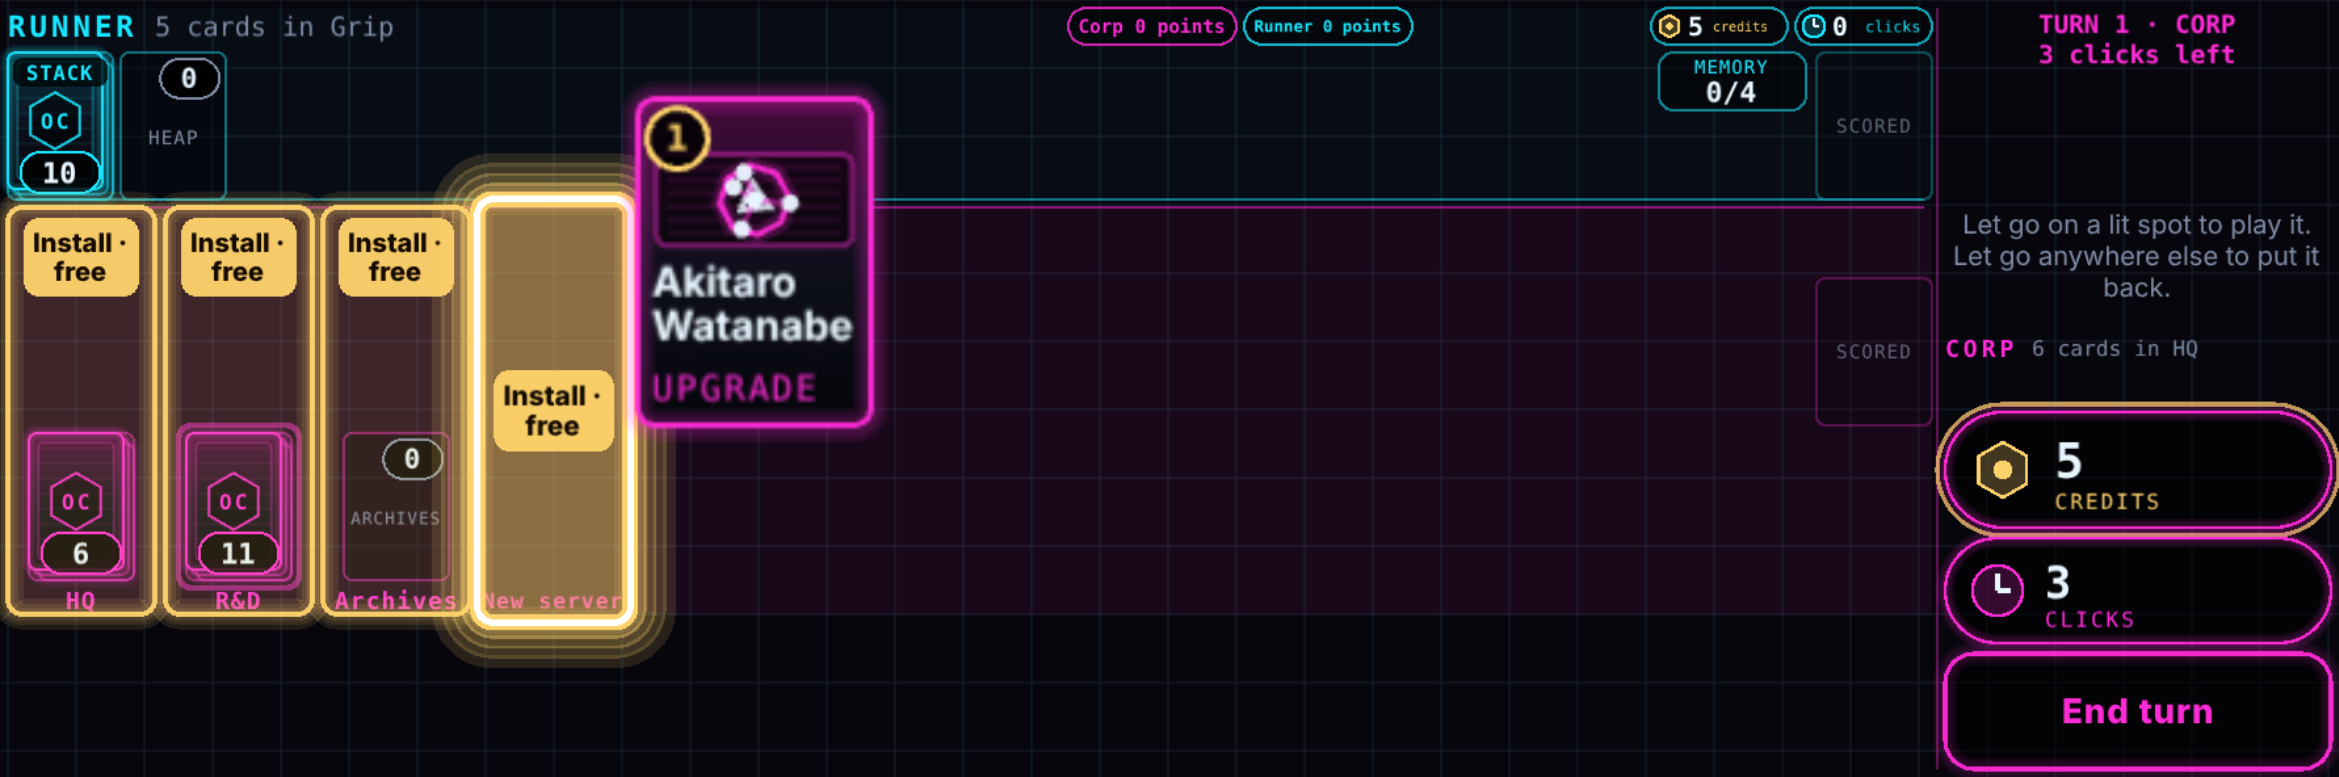 RUNNER 5 cards in Grip
Corp 0 points
Runner 0 points
5 credits
0 clicks
TURN 1 · CORP
3 clicks left
STACK
OC
10
0
HEAP
MEMORY
0/4
SCORED
1
Akitaro
Watanabe
UPGRADE
Install ·
free
Install ·
free
Install ·
free
Install ·
free
OC
6
HQ
OC
11
R&D
0
ARCHIVES
Archives
New server
SCORED
Let go on a lit spot to play it.
Let go anywhere else to put it
back.
CORP 6 cards in HQ
5
CREDITS
3
CLICKS
End turn